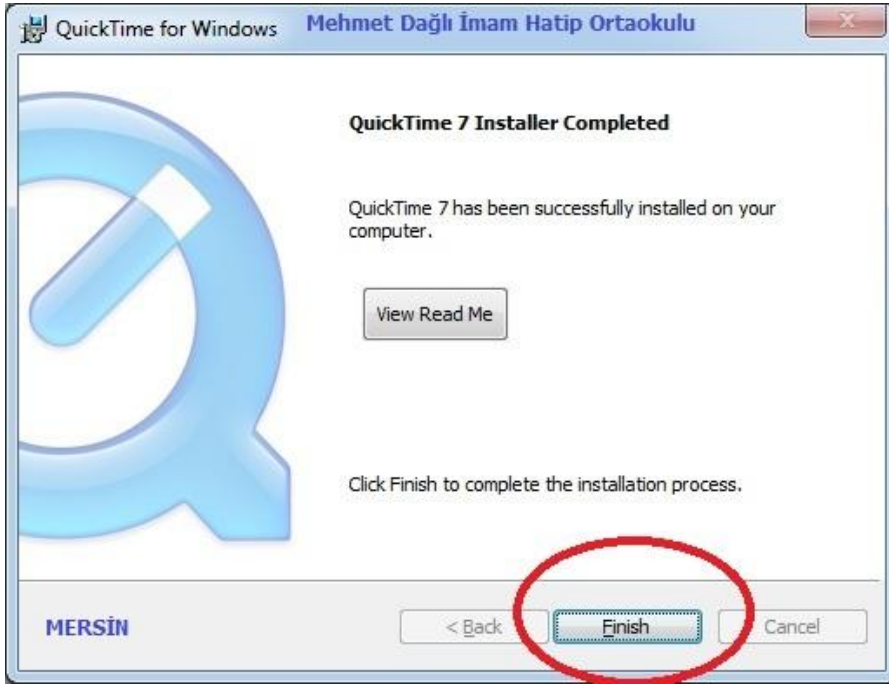 QuickTime for Windows Mehmet Dağlı İmam Hatip Ortaokulu
QuickTime 7 Installer Completed
QuickTime 7 has been successfully installed on your
computer.
View Read Me
Click Finish to complete the installation process.
MERSİN < Back Finish Cancel